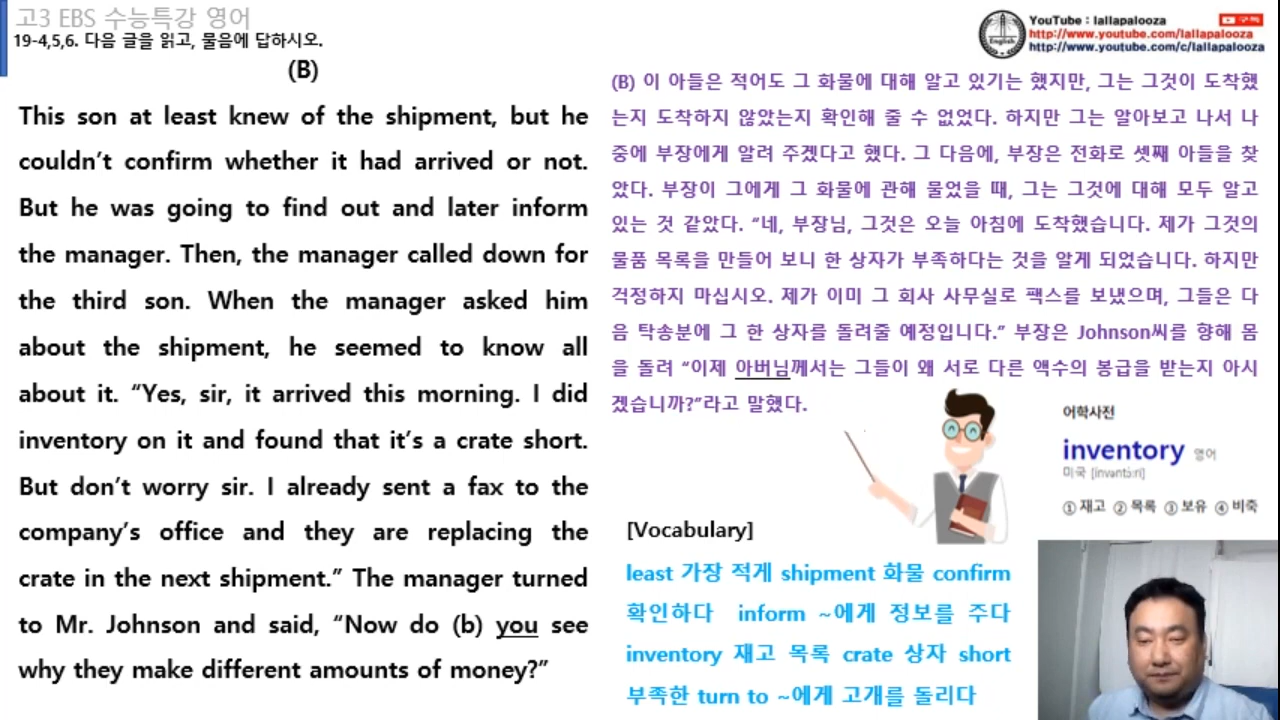 고3 EBS 수능특강 영어
19-4,5,6. 다음 글을 읽고, 물음에 답하시오.
(B)
This son at least knew of the shipment, but he
couldn't confirm whether it had arrived or not.
But he was going to find out and later inform
the manager. Then, the manager called down for
the third son. When the manager asked him
about the shipment, he seemed to know all
about it. “Yes, sir, it arrived this morning. I did
inventory on it and found that it's a crate short.
But don't worry sir. I already sent a fax to the
company's office and they are replacing the
crate in the next shipment.” The manager turned
to Mr. Johnson and said, “Now do (b) you see
why they make different amounts of money?”
YouTube : lallapalooza
구독
http://www.youtube.com/lallapalooza
http://www.youtube.com/c/lallapalooza
English
(B) 이 아들은 적어도 그 화물에 대해 알고 있기는 했지만, 그는 그것이 도착했
는지 도착하지 않았는지 확인해 줄 수 없었다. 하지만 그는 알아보고 나서 나
중에 부장에게 알려 주겠다고 했다. 그 다음에, 부장은 전화로 셋째 아들을 찾
았다. 부장이 그에게 그 화물에 관해 물었을 때, 그는 그것에 대해 모두 알고
있는 것 같았다. “네, 부장님, 그것은 오늘 아침에 도착했습니다. 제가 그것의
물품 목록을 만들어 보니 한 상자가 부족하다는 것을 알게 되었습니다. 하지만
걱정하지 마십시오. 제가 이미 그 회사 사무실로 팩스를 보냈으며, 그들은 다
음 탁송분에 그 한 상자를 돌려줄 예정입니다.” 부장은 Johnson씨를 향해 몸
을 돌려 “이제 아버님께서는 그들이 왜 서로 다른 액수의 봉급을 받는지 아시
겠습니까?”라고 말했다.
어학사전
inventory 영어
미국 [ínvəntɔ̀ːri]
① 재고 ② 목록 ③ 보유 ④ 비축
[Vocabulary]
least 가장 적게 shipment 화물 confirm
확인하다 inform ~에게 정보를 주다
inventory 재고 목록 crate 상자 short
부족한 turn to ~에게 고개를 돌리다